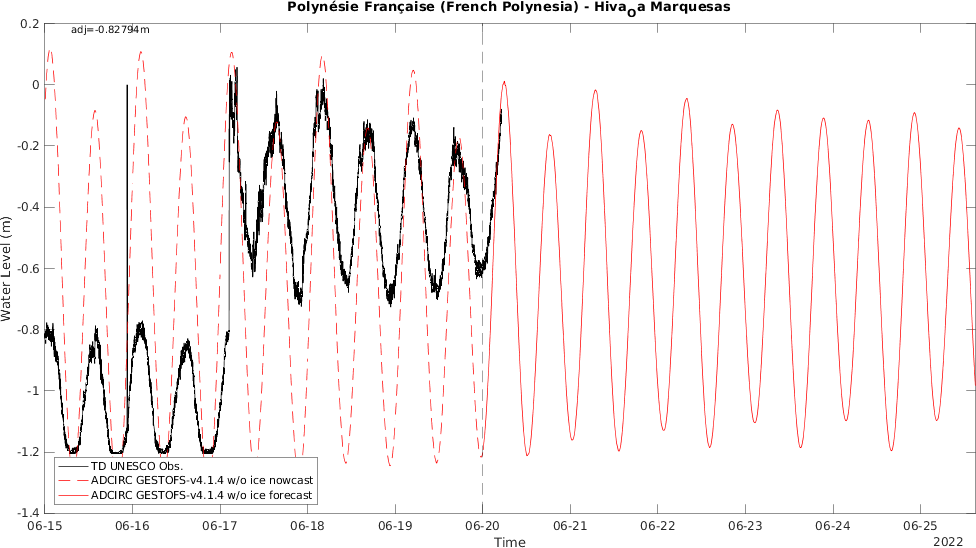 Polynésie Française (French Polynesia) - Hiva_Oa Marquesas
adj=-0.82794m
0.2
0
-0.2
-0.4
-0.6
-0.8
-1
-1.2
-1.4
Water Level (m)
TD UNESCO Obs.
ADCIRC GESTOFS-v4.1.4 w/o ice nowcast
ADCIRC GESTOFS-v4.1.4 w/o ice forecast
06-15 06-16 06-17 06-18 06-19 06-20 06-21 06-22 06-23 06-24 06-25
Time
2022